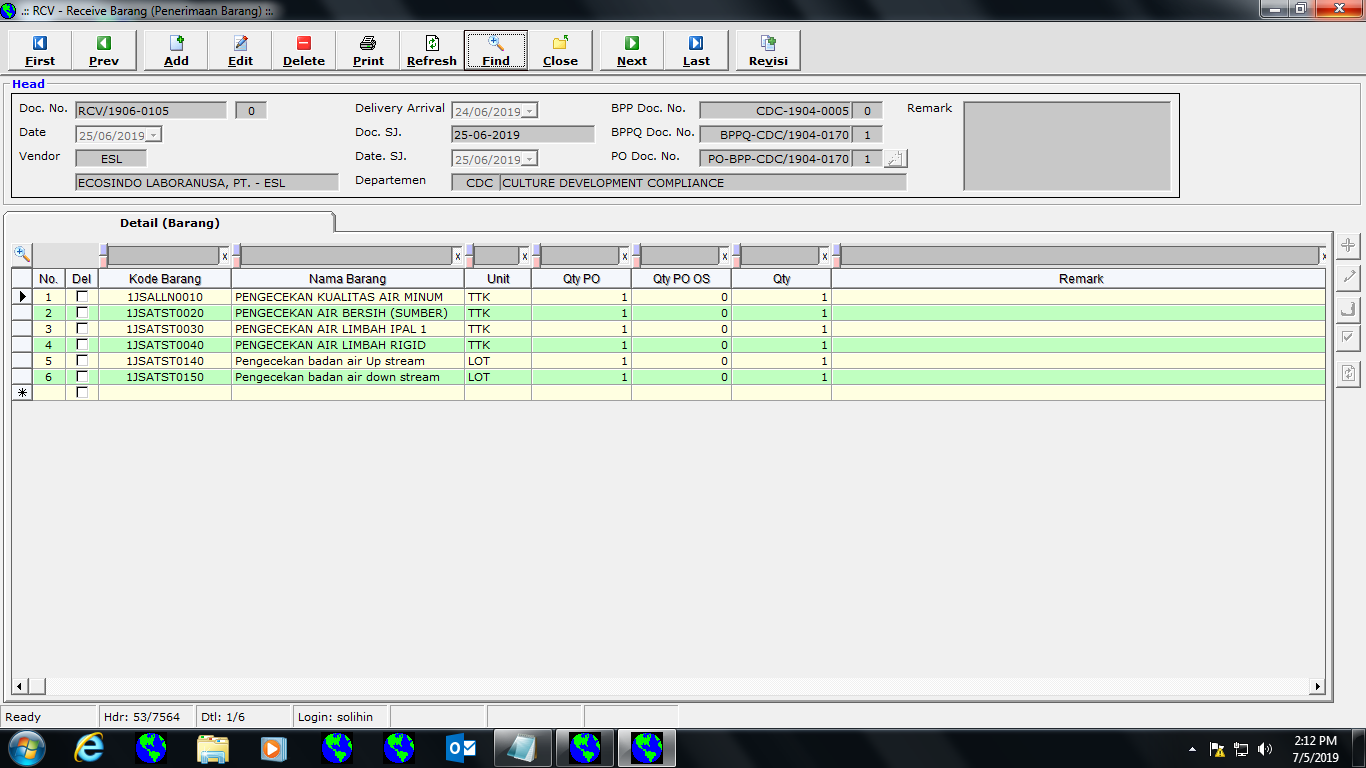 .:: RCV - Receive Barang (Penerimaan Barang) ::.
First Prev Add Edit Delete Print Refresh Find Close Next Last Revisi
Head
Doc. No. RCV/1906-0105 0 Delivery Arrival 24/06/2019 BPP Doc. No. CDC-1904-0005 0 Remark
Date 25/06/2019 Doc. SJ. 25-06-2019 BPPQ Doc. No. BPPQ-CDC/1904-0170 1
Vendor ESL Date. SJ. 25/06/2019 PO Doc. No. PO-BPP-CDC/1904-0170 1
ECOSINDO LABORANUSA, PT. - ESL Departemen CDC CULTURE DEVELOPMENT COMPLIANCE
Detail (Barang)
x x x x x x x
No. Del Kode Barang Nama Barang Unit Qty PO Qty PO OS Qty Remark
1 1JSALLN0010 PENGECEKAN KUALITAS AIR MINUM TTK 1 0 1
2 1JSATST0020 PENGECEKAN AIR BERSIH (SUMBER) TTK 1 0 1
3 1JSATST0030 PENGECEKAN AIR LIMBAH IPAL 1 TTK 1 0 1
4 1JSATST0040 PENGECEKAN AIR LIMBAH RIGID TTK 1 0 1
5 1JSATST0140 Pengecekan badan air Up stream LOT 1 0 1
6 1JSATST0150 Pengecekan badan air down stream LOT 1 0 1
Ready Hdr: 53/7564 Dtl: 1/6 Login: solihin
2:12 PM
7/5/2019